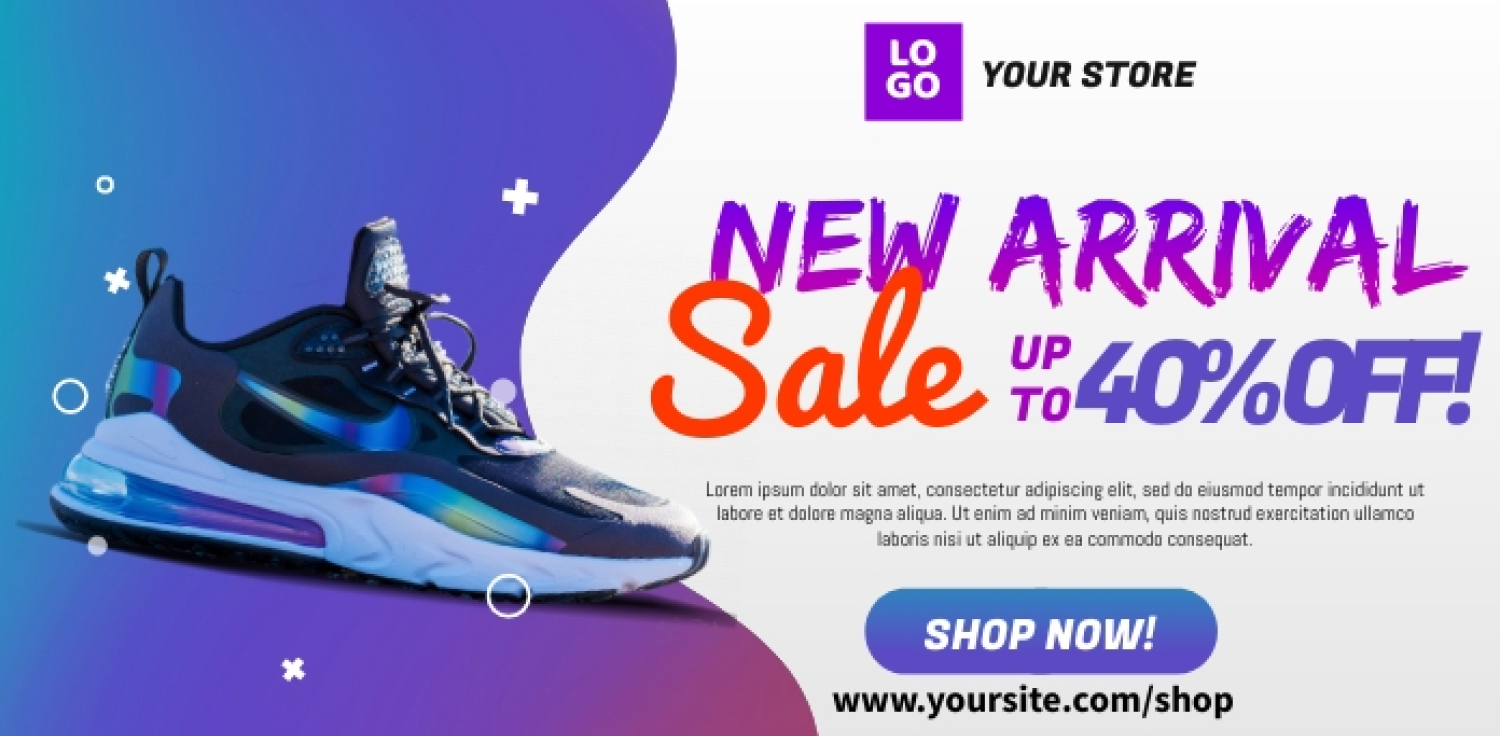 LO
GO
YOUR STORE
NEW ARRIVAL
Sale
UP
TO
40%OFF!
Lorem ipsum dolor sit amet, consectetur adipiscing elit, sed do eiusmod tempor incididunt ut
labore et dolore magna aliqua. Ut enim ad minim veniam, quis nostrud exercitation ullamco
laboris nisi ut aliquip ex ea commodo consequat.
SHOP NOW!
www.yoursite.com/shop